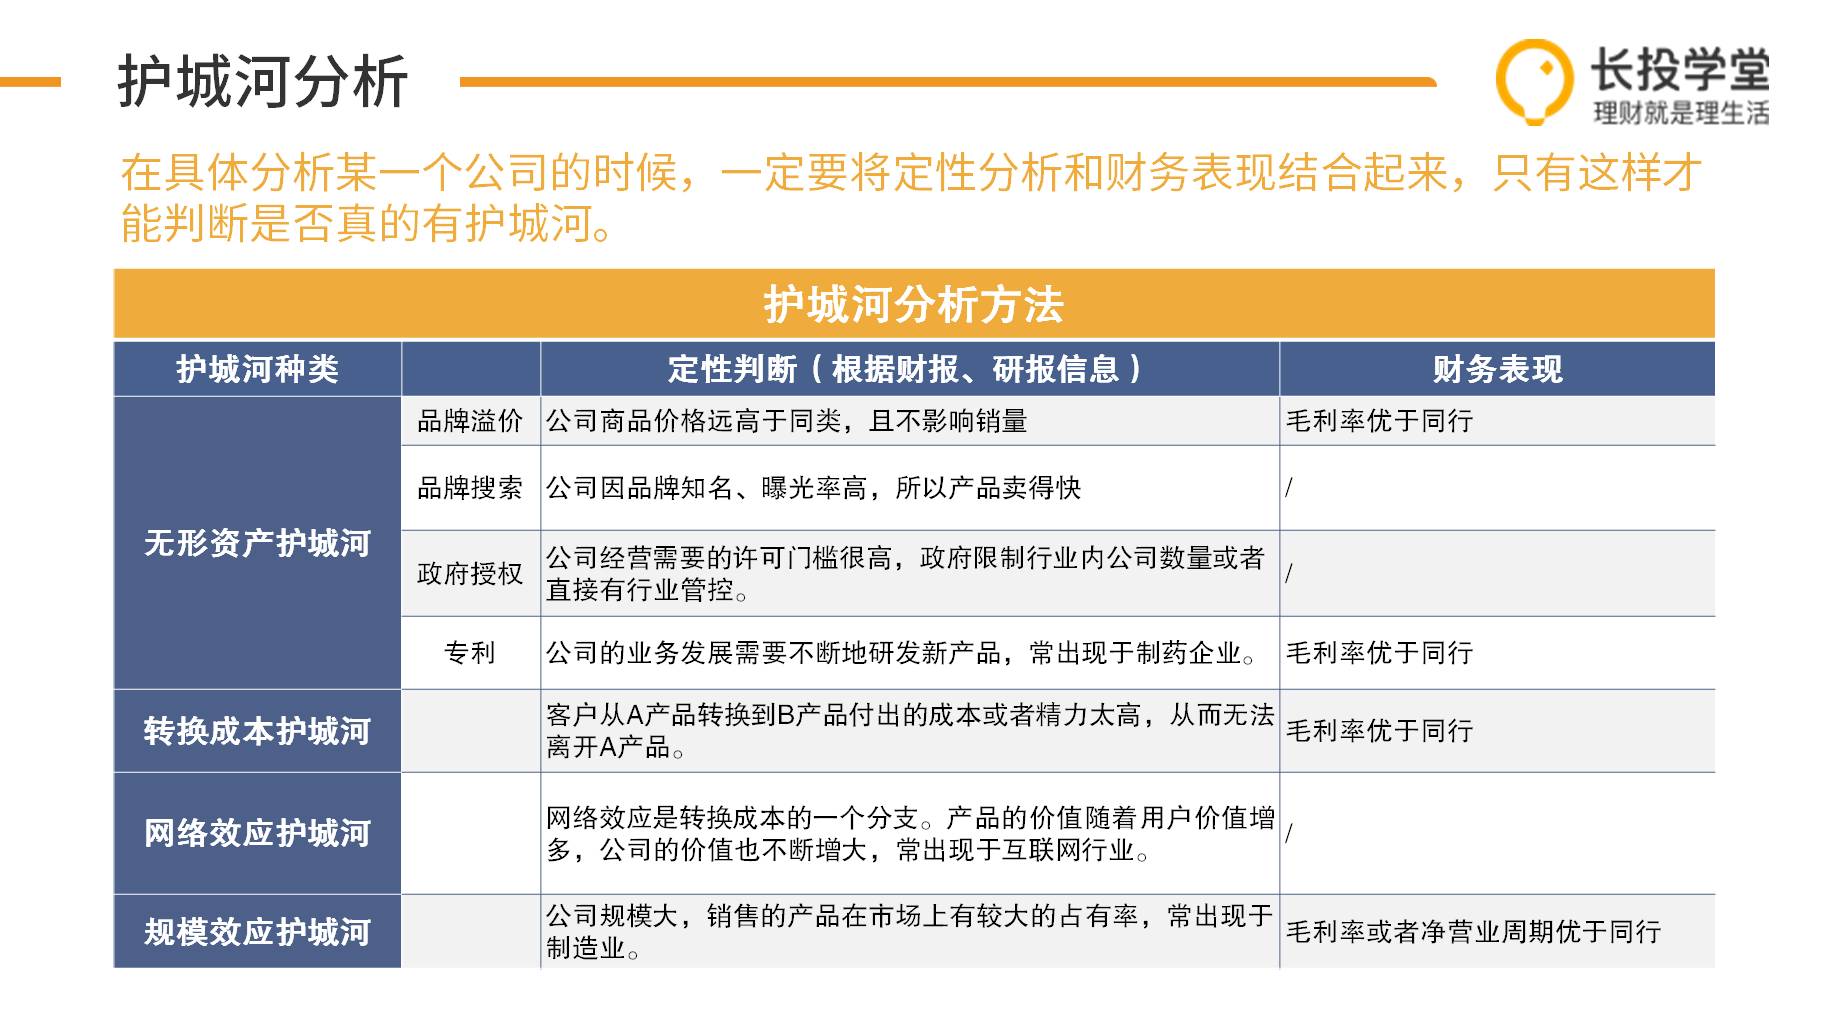 护城河分析
长投学堂
理财就是理生活
在具体分析某一个公司的时候，一定要将定性分析和财务表现结合起来，只有这样才
能判断是否真的有护城河。
护城河分析方法
护城河种类
定性判断（根据财报、研报信息）
财务表现
无形资产护城河
品牌溢价
公司商品价格远高于同类，且不影响销量
毛利率优于同行
品牌搜索
公司因品牌知名、曝光率高，所以产品卖得快
/
政府授权
公司经营需要的许可门槛很高，政府限制行业内公司数量或者
直接有行业管控。
/
专利
公司的业务发展需要不断地研发新产品，常出现于制药企业。
毛利率优于同行
转换成本护城河
客户从A产品转换到B产品付出的成本或者精力太高，从而无法
离开A产品。
毛利率优于同行
网络效应护城河
网络效应是转换成本的一个分支。产品的价值随着用户价值增
多，公司的价值也不断增大，常出现于互联网行业。
/
规模效应护城河
公司规模大，销售的产品在市场上有较大的占有率，常出现于
制造业。
毛利率或者净营业周期优于同行